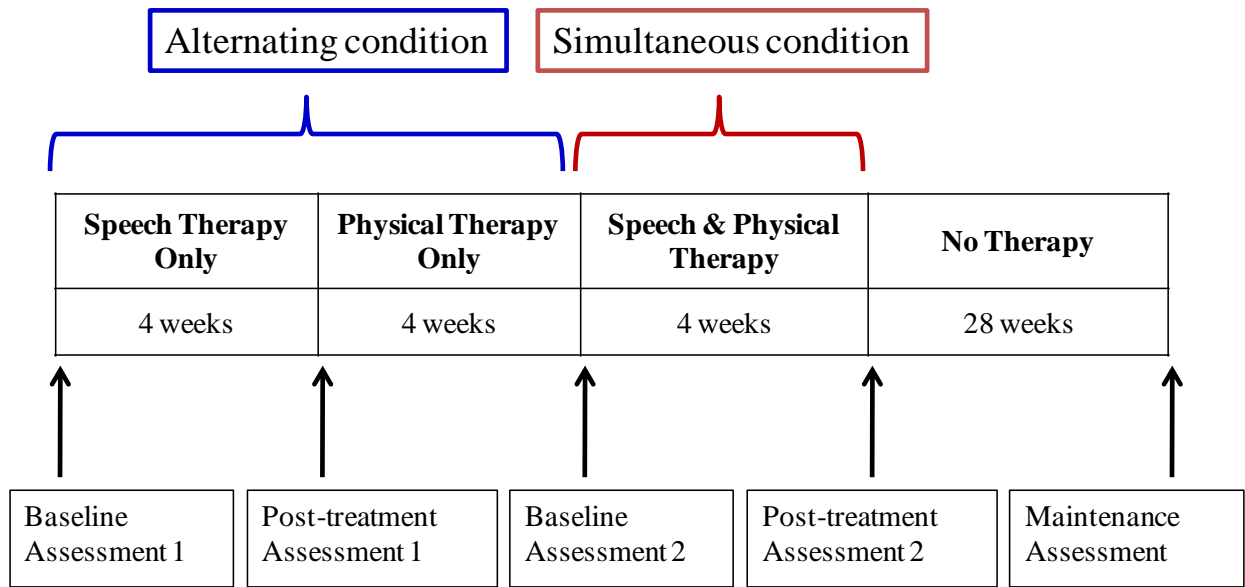 Alternating condition
Simultaneous condition
Speech Therapy
Only
Physical Therapy
Only
Speech & Physical
Therapy
No Therapy
4 weeks
4 weeks
4 weeks
28 weeks
Baseline
Assessment 1
Post-treatment
Assessment 1
Baseline
Assessment 2
Post-treatment
Assessment 2
Maintenance
Assessment